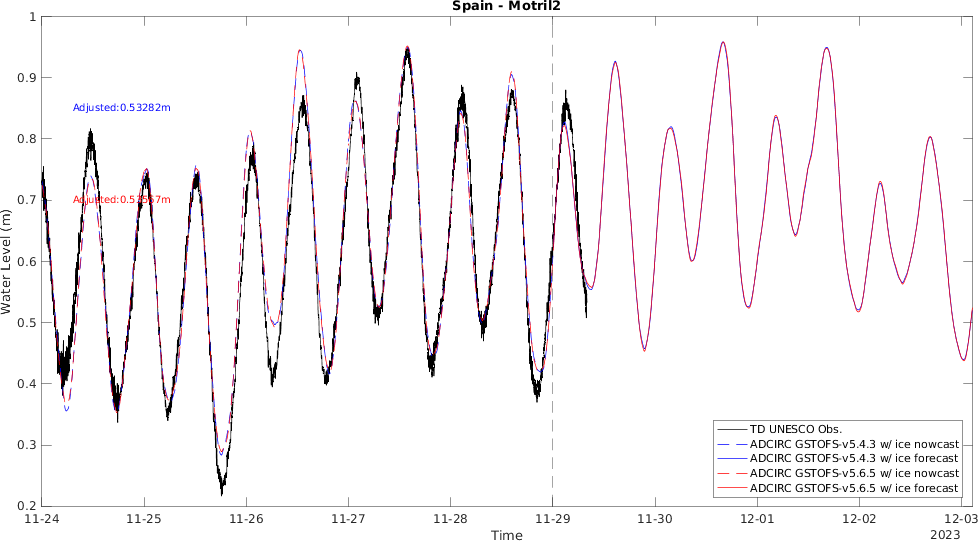 Spain - Motril2
1
0.9
0.8
0.7
0.6
0.5
0.4
0.3
0.2
Water Level (m)
Adjusted:0.53282m
TD UNESCO Obs.
ADCIRC GSTOFS-v5.4.3 w/ ice nowcast
ADCIRC GSTOFS-v5.4.3 w/ ice forecast
ADCIRC GSTOFS-v5.6.5 w/ ice nowcast
ADCIRC GSTOFS-v5.6.5 w/ ice forecast
11-24 11-25 11-26 11-27 11-28 11-29 11-30 12-01 12-02 12-03
Time
2023